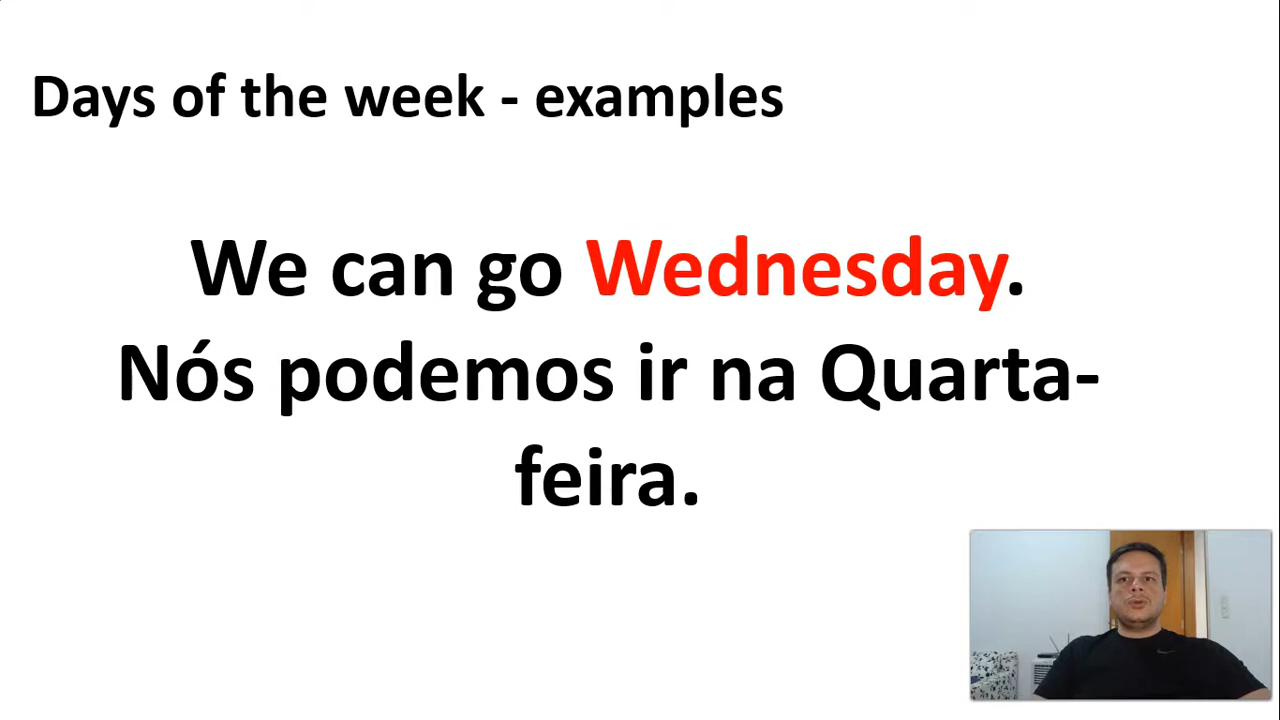 Days of the week - examples
We can go Wednesday.
Nós podemos ir na Quarta-
feira.